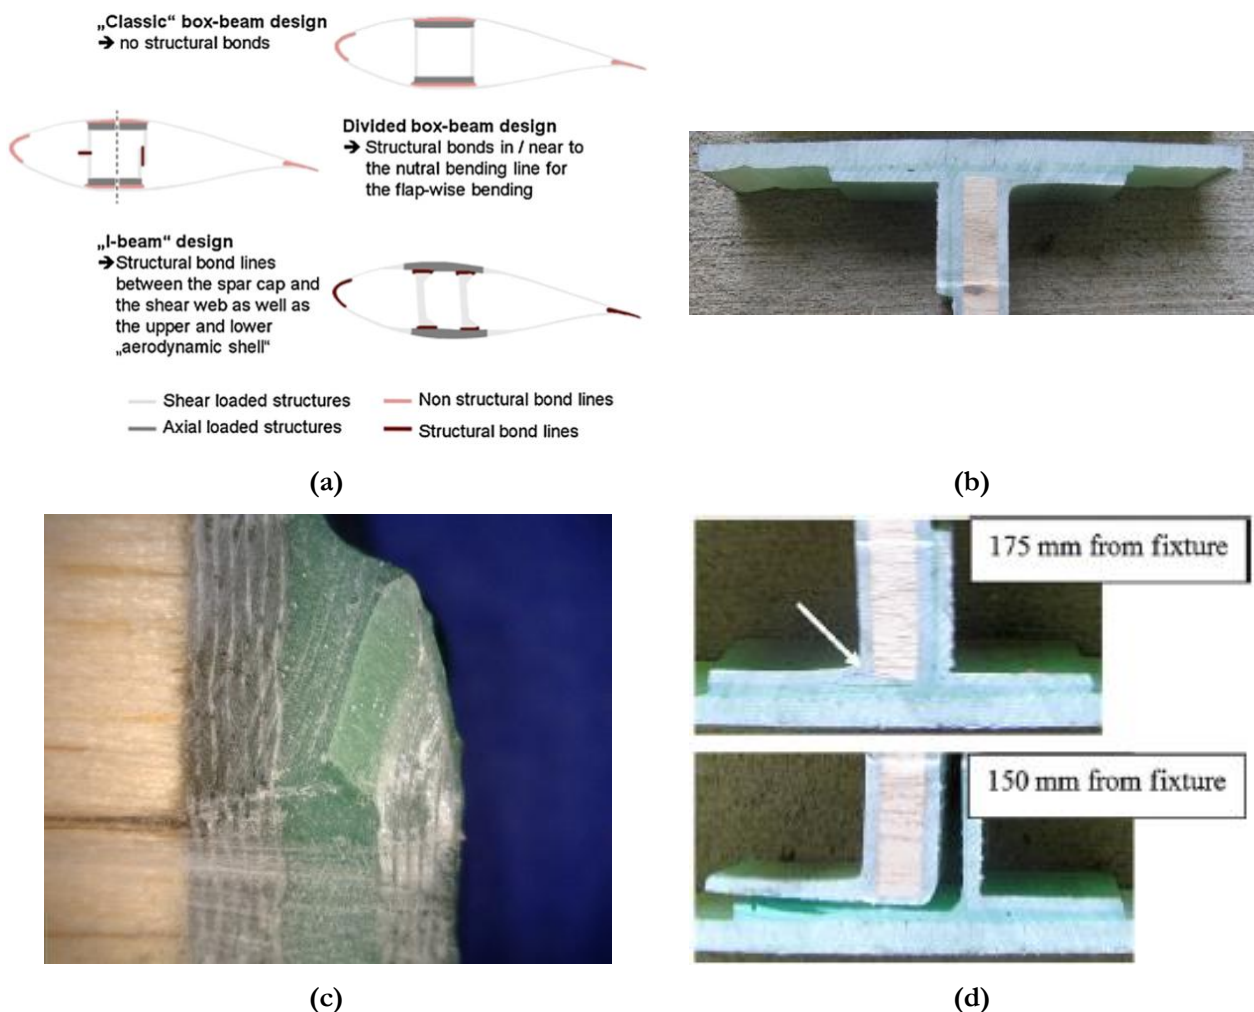 „Classic“ box-beam design
➔ no structural bonds
Divided box-beam design
➔ Structural bonds in / near to
the nutral bending line for
the flap-wise bending
„I-beam“ design
➔ Structural bond lines
between the spar cap and
the shear web as well as
the upper and lower
„aerodynamic shell“
Shear loaded structures
Non structural bond lines
Axial loaded structures
Structural bond lines
(a)
(b)
175 mm from fixture
150 mm from fixture
(c)
(d)